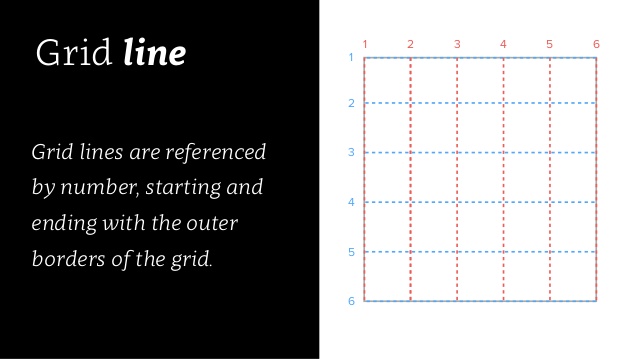 Grid line
Grid lines are referenced
by number, starting and
ending with the outer
borders of the grid.
1 2 3 4 5 6
1
2
3
4
5
6